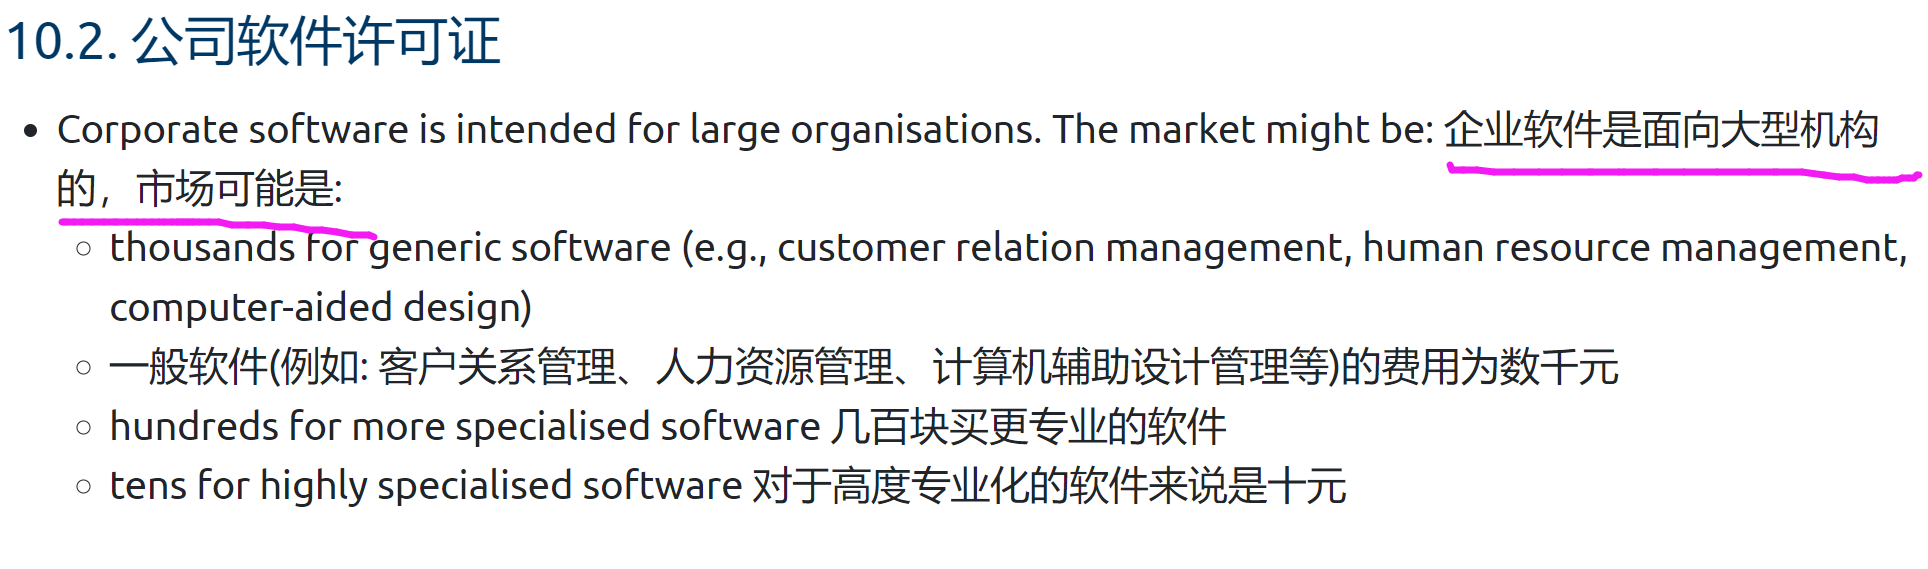 10.2. 公司软件许可证
• Corporate software is intended for large organisations. The market might be: 企业软件是面向大型机构
的，市场可能是:
○ thousands for generic software (e.g., customer relation management, human resource management,
computer-aided design)
○ 一般软件(例如: 客户关系管理、人力资源管理、计算机辅助设计管理等)的费用为数千元
○ hundreds for more specialised software 几百块买更专业的软件
○ tens for highly specialised software 对于高度专业化的软件来说是十元